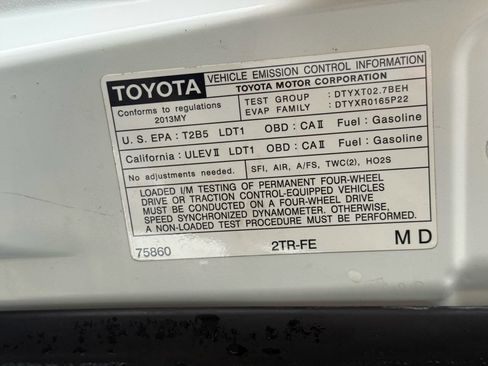 TOYOTA VEHICLE EMISSION CONTROL INFORMATION
TOYOTA MOTOR CORPORATION
Conforms to regulations
2013MY
TEST GROUP : DTYXT02.7BEH
EVAP FAMILY : DTYXR0165P22
U.S. EPA : T2B5 LDT1 OBD : CAⅡ Fuel : Gasoline
California : ULEVⅡ LDT1 OBD : CAⅡ Fuel : Gasoline
No adjustments needed. SFI, AIR, A/FS, TWC(2), HO2S
LOADED I/M TESTING OF PERMANENT FOUR-WHEEL
DRIVE OR TRACTION CONTROL-EQUIPPED VEHICLES
MUST BE CONDUCTED ON A FOUR-WHEEL DRIVE
SPEED SYNCHRONIZED DYNAMOMETER. OTHERWISE,
A NON-LOADED TEST PROCEDURE MUST BE PERFORMED.
75860 2TR-FE M D